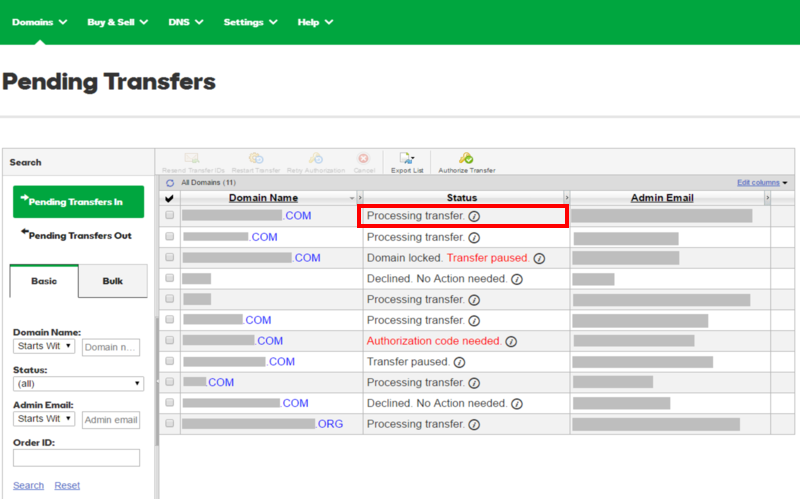 Domains Buy & Sell DNS Settings Help
Pending Transfers
Search
Resend Transfer IDs Restart Transfer Retry Authorization Cancel Export List Authorize Transfer
All Domains (11) Edit columns
Domain Name Status Admin Email
Pending Transfers In
Pending Transfers Out
Basic Bulk
Domain Name:
Starts Wit Domain n...
Status:
(all)
Admin Email:
Starts Wit Admin email
Order ID:
Search Reset
.COM Processing transfer.
.COM Processing transfer.
.COM Domain locked. Transfer paused.
Declined. No Action needed.
Processing transfer.
.COM Processing transfer.
.COM Authorization code needed.
.COM Transfer paused.
.COM Processing transfer.
.COM Declined. No Action needed.
.ORG Processing transfer.